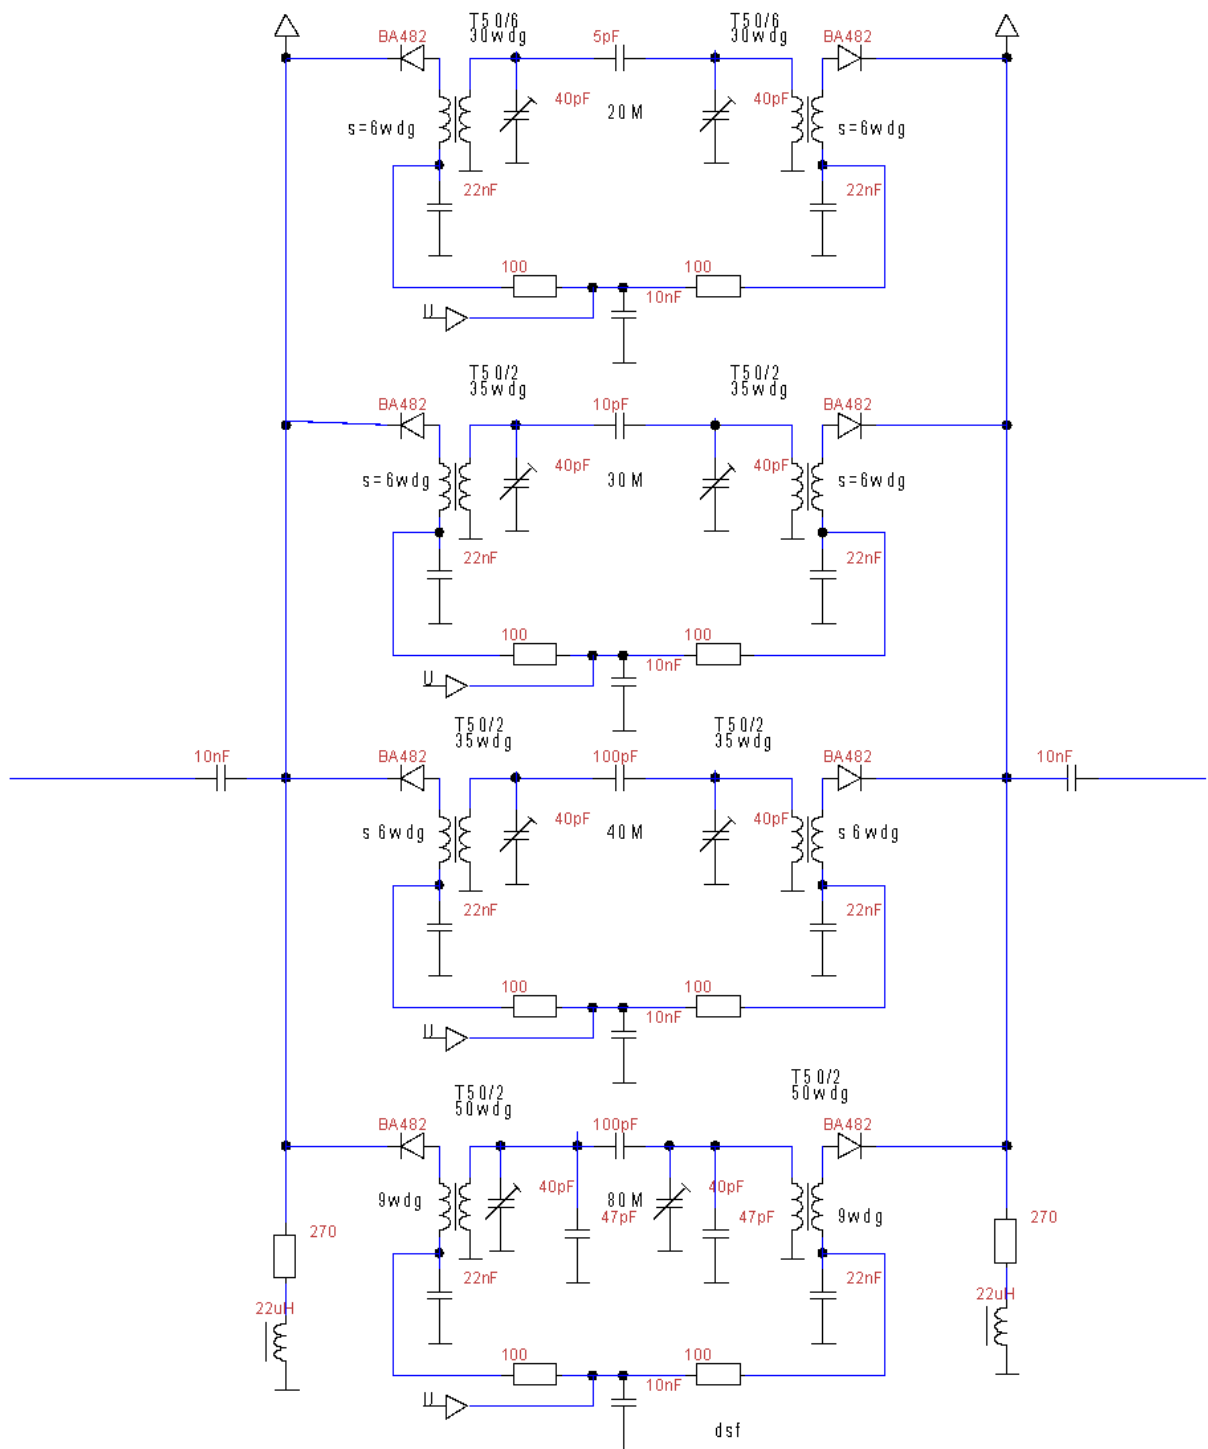 T50/6
30wdg
T50/6
30wdg
BA482
5pF
BA482
40pF
20M
40pF
s=6wdg
s=6wdg
22nF
22nF
100
100
10nF
U
T50/2
35wdg
T50/2
35wdg
BA482
10pF
BA482
40pF
30M
40pF
s=6wdg
s=6wdg
22nF
22nF
100
100
10nF
U
T50/2
35wdg
T50/2
35wdg
10nF
BA482
100pF
BA482
10nF
40pF
40M
40pF
s6wdg
s6wdg
22nF
22nF
100
100
10nF
U
T50/2
50wdg
T50/2
50wdg
BA482
100pF
BA482
40pF
80M
40pF
9wdg
47pF
47pF
9wdg
270
270
22nF
22nF
22uH
22uH
100
100
10nF
U
dsf